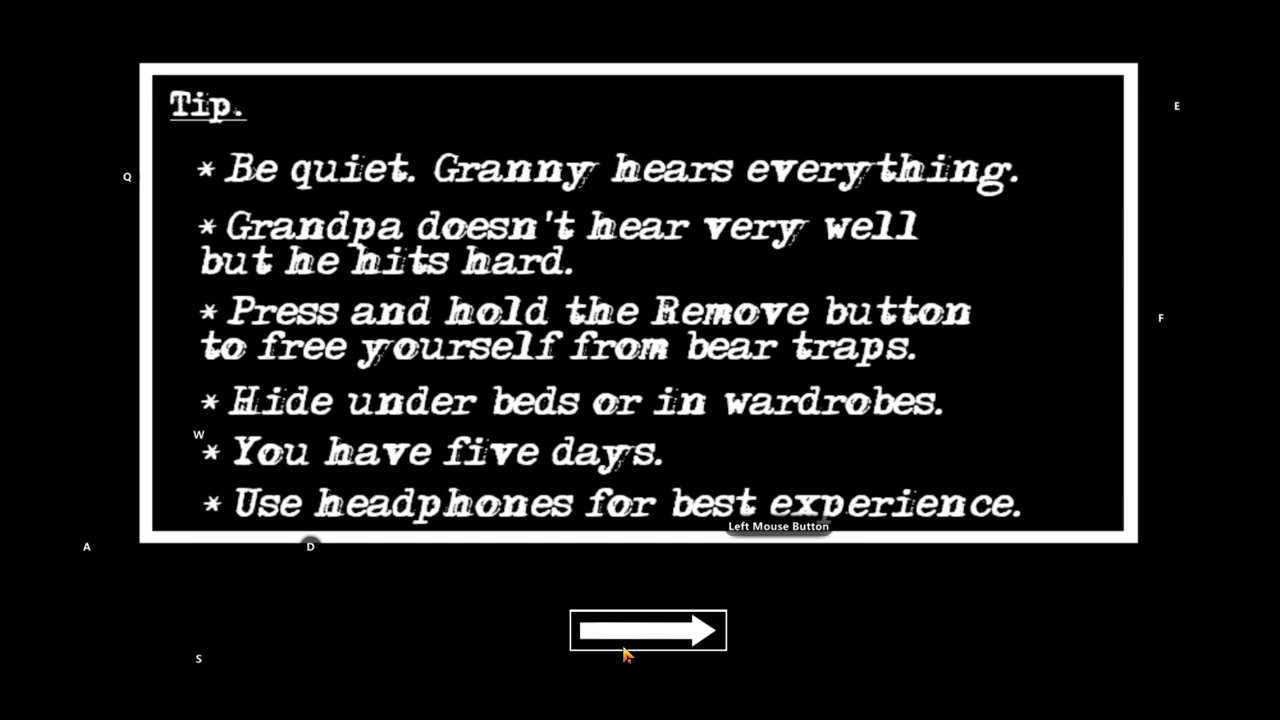 Tip.
E
* Be quiet. Granny hears everything.
Q
* Grandpa doesn't hear very well
but he hits hard.
* Press and hold the Remove button
F
to free yourself from bear traps.
* Hide under beds or in wardrobes.
W
* You have five days.
* Use headphones for best experience.
Left Mouse Button
A
D
S